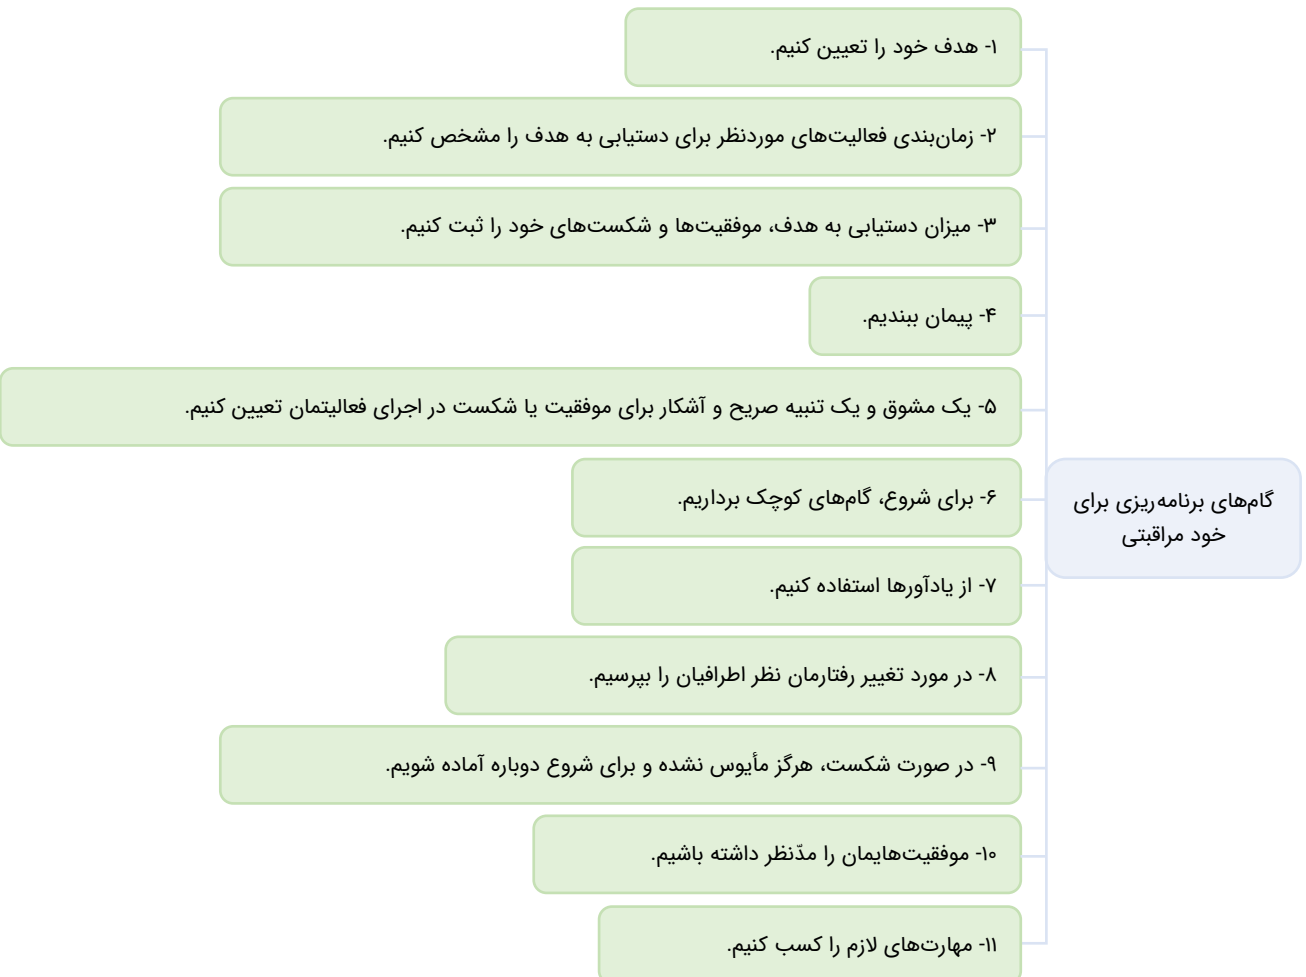 گام‌های برنامه‌ریزی برای
خود مراقبتی
۱- هدف خود را تعیین کنیم.
۲- زمان‌بندی فعالیت‌های موردنظر برای دستیابی به هدف را مشخص کنیم.
۳- میزان دستیابی به هدف، موفقیت‌ها و شکست‌های خود را ثبت کنیم.
۴- پیمان ببندیم.
۵- یک مشوق و یک تنبیه صریح و آشکار برای موفقیت یا شکست در اجرای فعالیتمان تعیین کنیم.
۶- برای شروع، گام‌های کوچک برداریم.
۷- از یادآورها استفاده کنیم.
۸- در مورد تغییر رفتارمان نظر اطرافیان را بپرسیم.
۹- در صورت شکست، هرگز مأیوس نشده و برای شروع دوباره آماده شویم.
۱۰- موفقیت‌هایمان را مدّنظر داشته باشیم.
۱۱- مهارت‌های لازم را کسب کنیم.